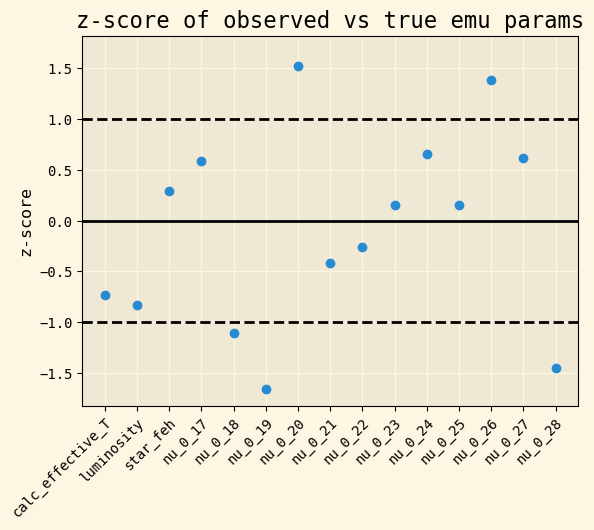 z-score of observed vs true emu params
z-score
1.5
1.0
0.5
0.0
−0.5
−1.0
−1.5
calc_effective_T
luminosity
star_feh
nu_0_17
nu_0_18
nu_0_19
nu_0_20
nu_0_21
nu_0_22
nu_0_23
nu_0_24
nu_0_25
nu_0_26
nu_0_27
nu_0_28